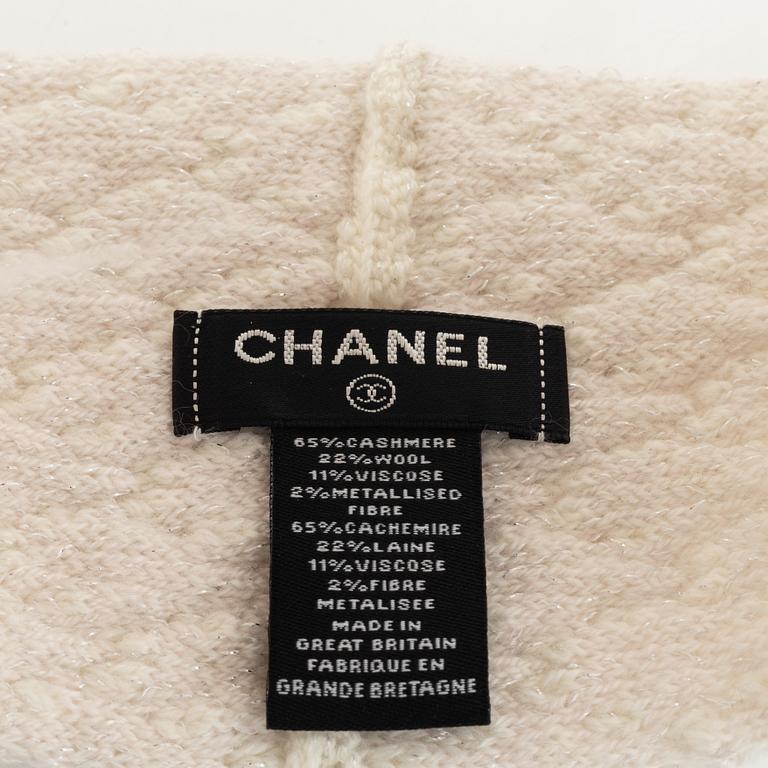 CHANEL
65%CASHMERE
22%WOOL
11%VISCOSE
2%METALLISED
FIBRE
65%CACHEMIRE
22%LAINE
11%VISCOSE
2%FIBRE
METALISEE
MADE IN
GREAT BRITAIN
FABRIQUE EN
GRANDE BRETAGNE